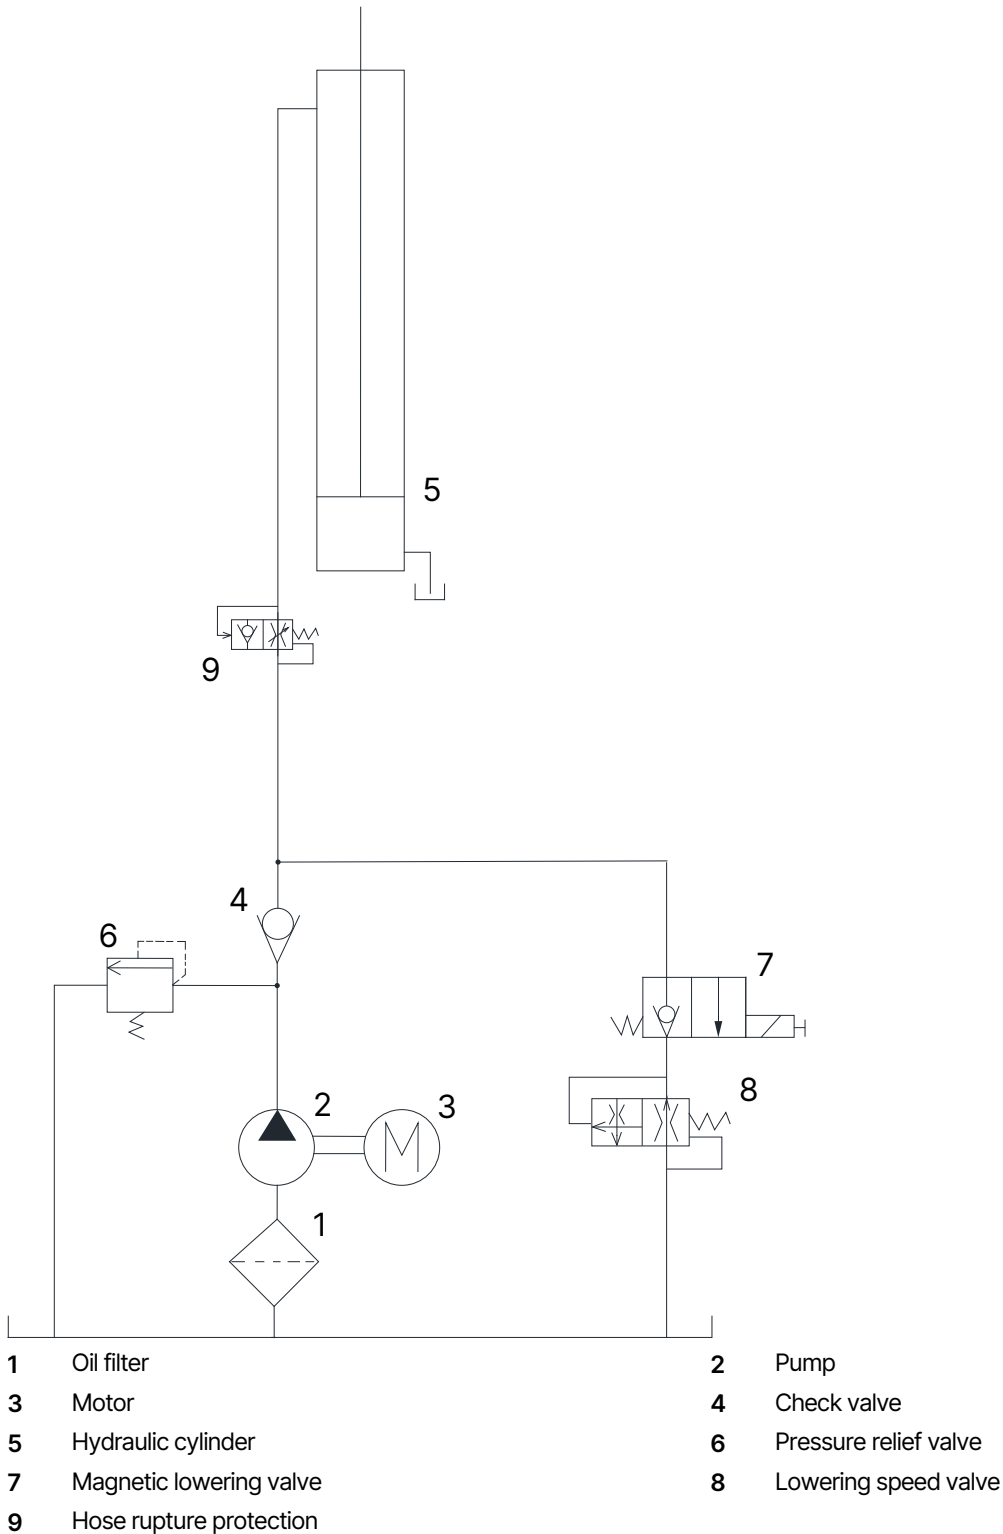 5
9
4
6
7
8
2
3
M
1
1 Oil filter 2 Pump
3 Motor 4 Check valve
5 Hydraulic cylinder 6 Pressure relief valve
7 Magnetic lowering valve 8 Lowering speed valve
9 Hose rupture protection